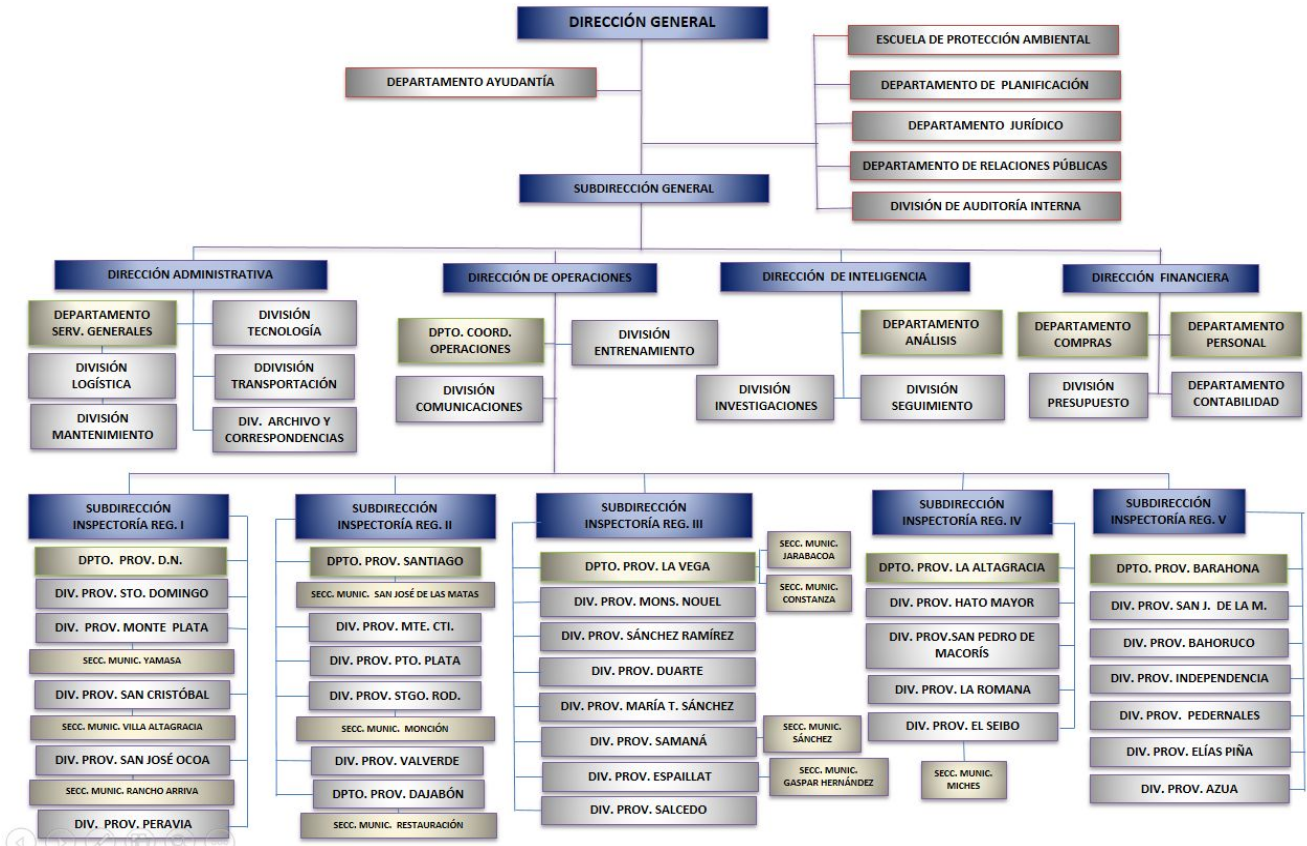 DIRECCIÓN GENERAL
ESCUELA DE PROTECCIÓN AMBIENTAL
DEPARTAMENTO AYUDANTÍA
DEPARTAMENTO DE PLANIFICACIÓN
DEPARTAMENTO JURÍDICO
DEPARTAMENTO DE RELACIONES PÚBLICAS
SUBDIRECCIÓN GENERAL
DIVISIÓN DE AUDITORÍA INTERNA
DIRECCIÓN ADMINISTRATIVA
DEPARTAMENTO
SERV. GENERALES
DIVISIÓN
TECNOLOGÍA
DIVISIÓN
LOGÍSTICA
DDIVISIÓN
TRANSPORTACIÓN
DIVISIÓN
MANTENIMIENTO
DIV. ARCHIVO Y
CORRESPONDENCIAS
DIRECCIÓN DE OPERACIONES
DPTO. COORD.
OPERACIONES
DIVISIÓN
ENTRENAMIENTO
DIVISIÓN
COMUNICACIONES
DIRECCIÓN DE INTELIGENCIA
DEPARTAMENTO
ANÁLISIS
DIVISIÓN
INVESTIGACIONES
DIVISIÓN
SEGUIMIENTO
DIRECCIÓN FINANCIERA
DEPARTAMENTO
COMPRAS
DEPARTAMENTO
PERSONAL
DIVISIÓN
PRESUPUESTO
DEPARTAMENTO
CONTABILIDAD
SUBDIRECCIÓN
INSPECTORÍA REG. I
DPTO. PROV. D.N.
DIV. PROV. STO. DOMINGO
DIV. PROV. MONTE PLATA
SECC. MUNIC. YAMASA
DIV. PROV. SAN CRISTÓBAL
SECC. MUNIC. VILLA ALTAGRACIA
DIV. PROV. SAN JOSÉ OCOA
SECC. MUNIC. RANCHO ARRIVA
DIV. PROV. PERAVIA
SUBDIRECCIÓN
INSPECTORÍA REG. II
DPTO. PROV. SANTIAGO
SECC. MUNIC. SAN JOSÉ DE LAS MATAS
DIV. PROV. MTE. CTI.
DIV. PROV. PTO. PLATA
DIV. PROV. STGO. ROD.
SECC. MUNIC. MONCIÓN
DIV. PROV. VALVERDE
DPTO. PROV. DAJABÓN
SECC. MUNIC. RESTAURACIÓN
SUBDIRECCIÓN
INSPECTORÍA REG. III
DPTO. PROV. LA VEGA
SECC. MUNIC.
JARABACOA
SECC. MUNIC.
CONSTANZA
DIV. PROV. MONS. NOUEL
DIV. PROV. SÁNCHEZ RAMÍREZ
DIV. PROV. DUARTE
DIV. PROV. MARÍA T. SÁNCHEZ
DIV. PROV. SAMANÁ
SECC. MUNIC.
SÁNCHEZ
DIV. PROV. ESPAILLAT
SECC. MUNIC.
GASPAR HERNÁNDEZ
DIV. PROV. SALCEDO
SUBDIRECCIÓN
INSPECTORÍA REG. IV
DPTO. PROV. LA ALTAGRACIA
DIV. PROV. HATO MAYOR
DIV. PROV.SAN PEDRO DE
MACORÍS
DIV. PROV. LA ROMANA
DIV. PROV. EL SEIBO
SECC. MUNIC.
MICHES
SUBDIRECCIÓN
INSPECTORÍA REG. V
DPTO. PROV. BARAHONA
DIV. PROV. SAN J. DE LA M.
DIV. PROV. BAHORUCO
DIV. PROV. INDEPENDENCIA
DIV. PROV. PEDERNALES
DIV. PROV. ELÍAS PIÑA
DIV. PROV. AZUA